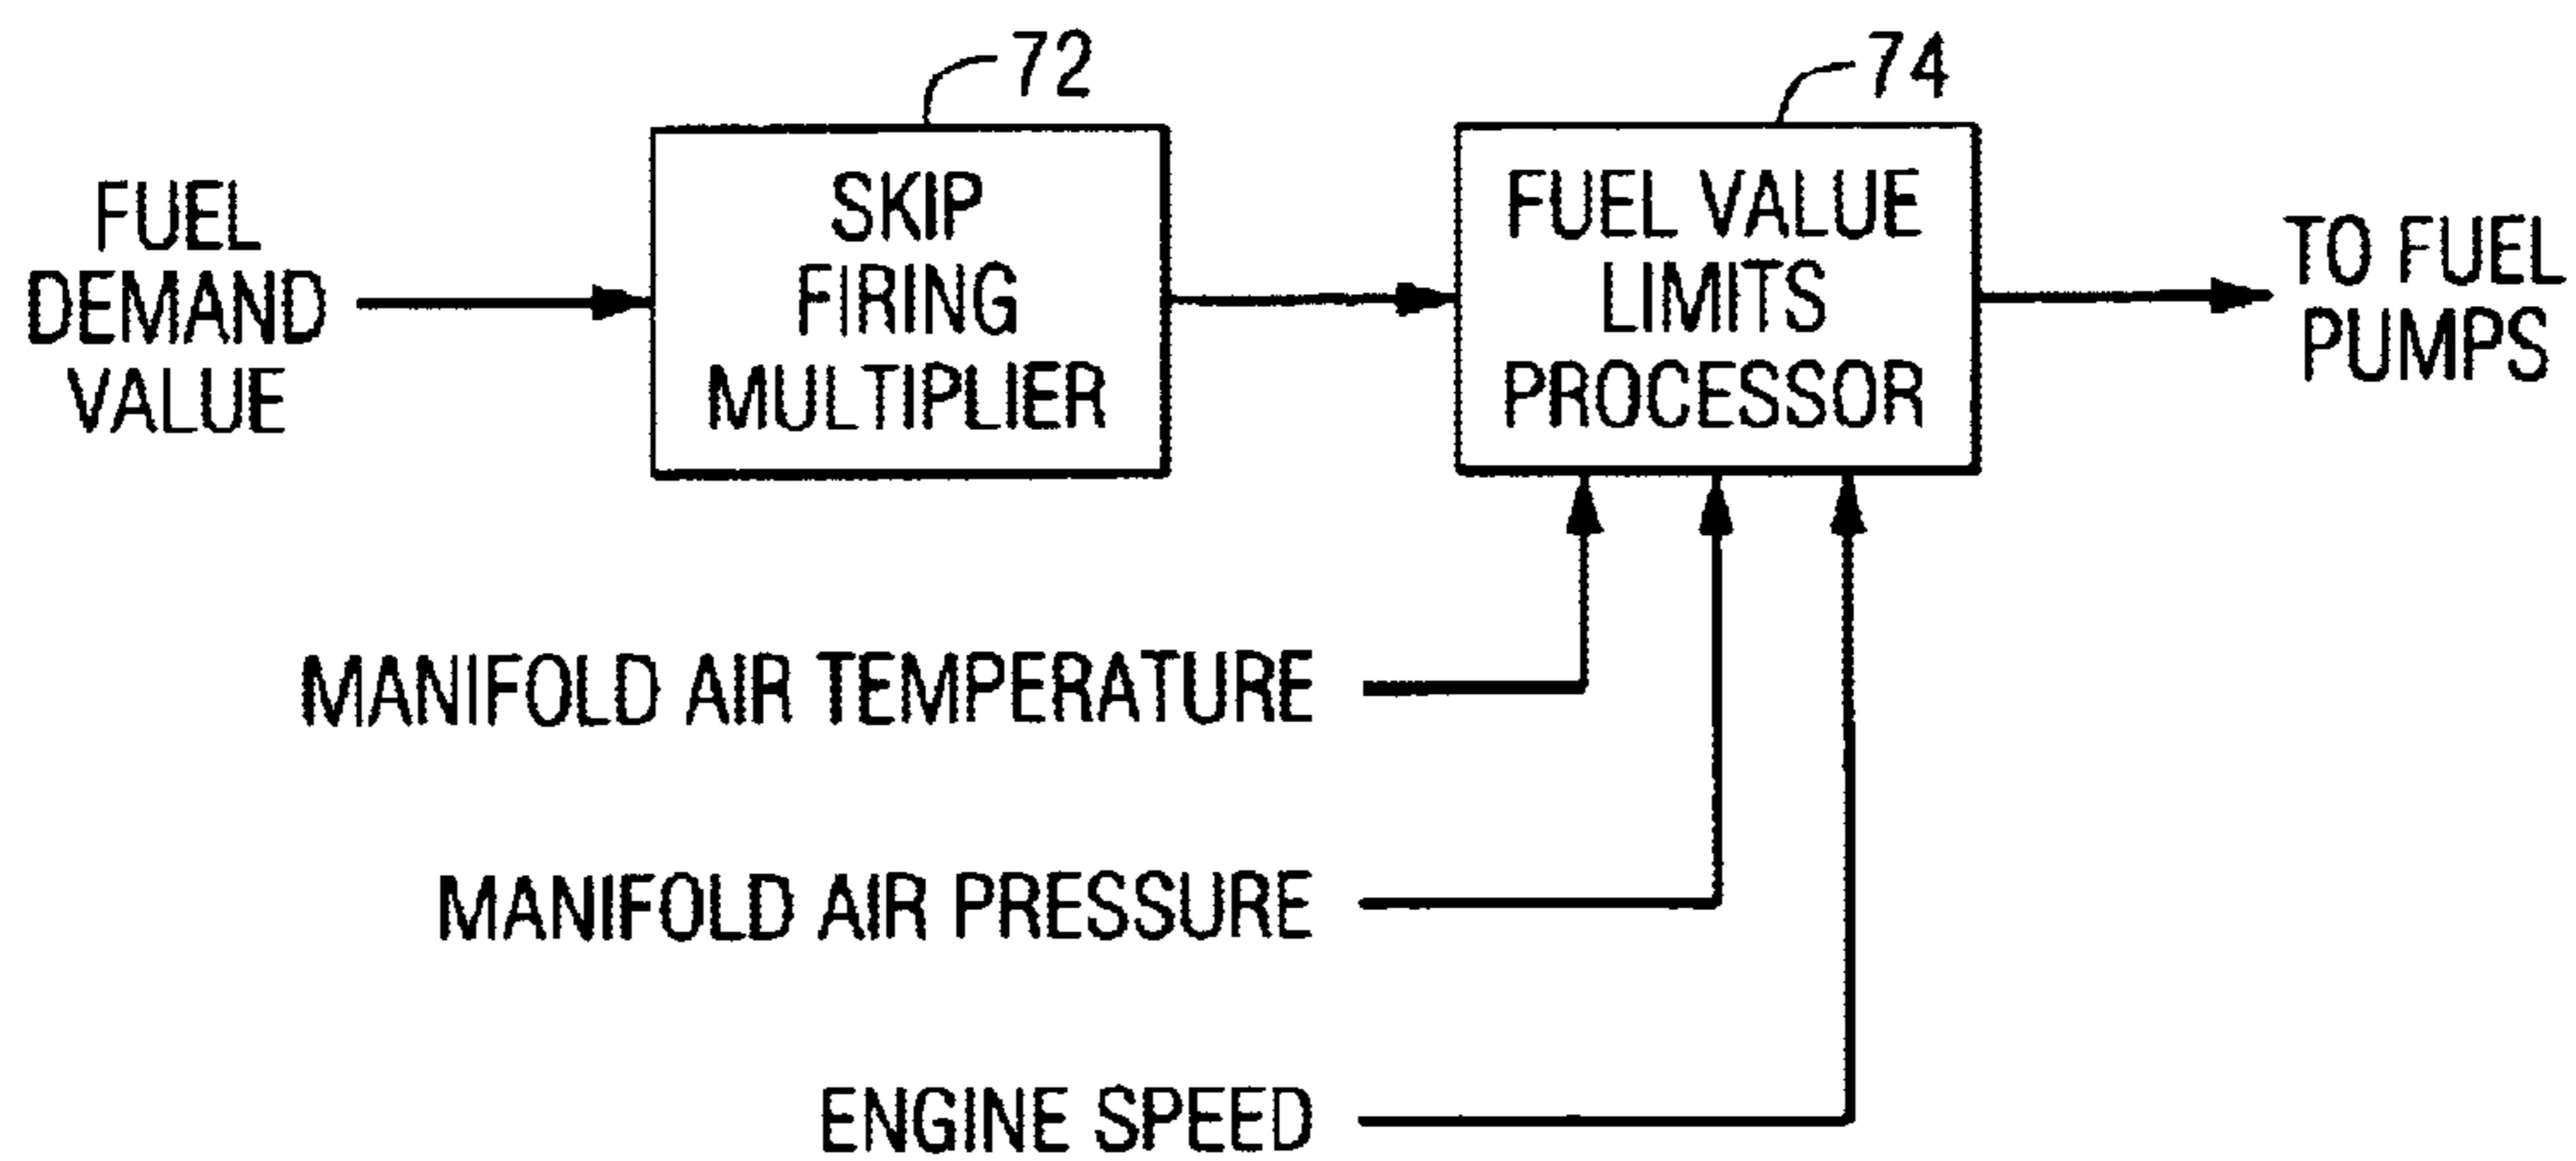 72
74
FUEL
DEMAND
VALUE
SKIP
FIRING
MULTIPLIER
FUEL VALUE
LIMITS
PROCESSOR
TO FUEL
PUMPS
MANIFOLD AIR TEMPERATURE
MANIFOLD AIR PRESSURE
ENGINE SPEED